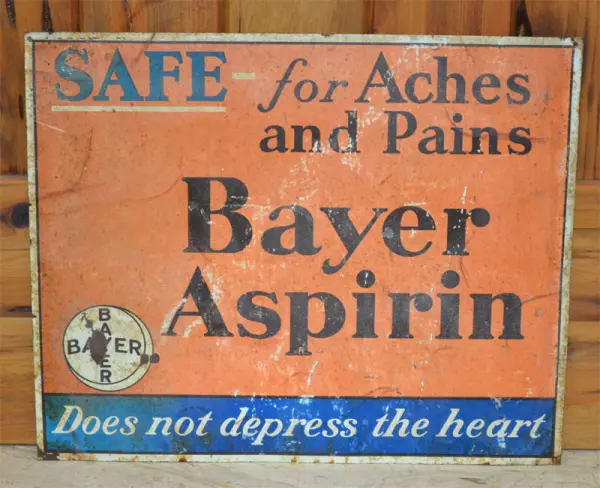 SAFE - for Aches
and Pains
Bayer
Aspirin
BAYER
BAYER
Does not depress the heart